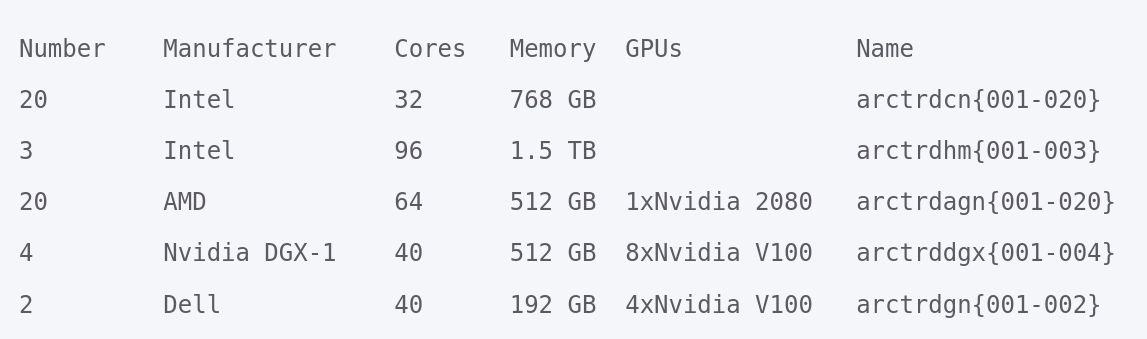 Number    Manufacturer    Cores   Memory  GPUs            Name
20        Intel           32      768 GB                  arctrdcn{001-020}
3         Intel           96      1.5 TB                  arctrdhm{001-003}
20        AMD             64      512 GB  1xNvidia 2080   arctrdagn{001-020}
4         Nvidia DGX-1    40      512 GB  8xNvidia V100   arctrddgx{001-004}
2         Dell            40      192 GB  4xNvidia V100   arctrdgn{001-002}